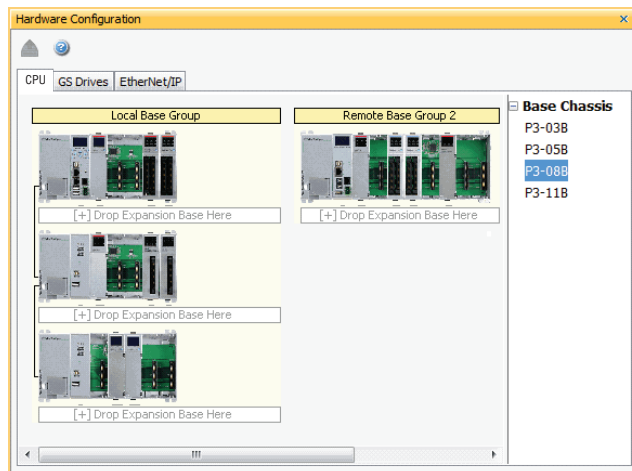 Hardware Configuration
CPU GS Drives EtherNet/IP
Local Base Group
[+] Drop Expansion Base Here
[+] Drop Expansion Base Here
[+] Drop Expansion Base Here
Remote Base Group 2
[+] Drop Expansion Base Here
Base Chassis
P3-03B
P3-05B
P3-08B
P3-11B